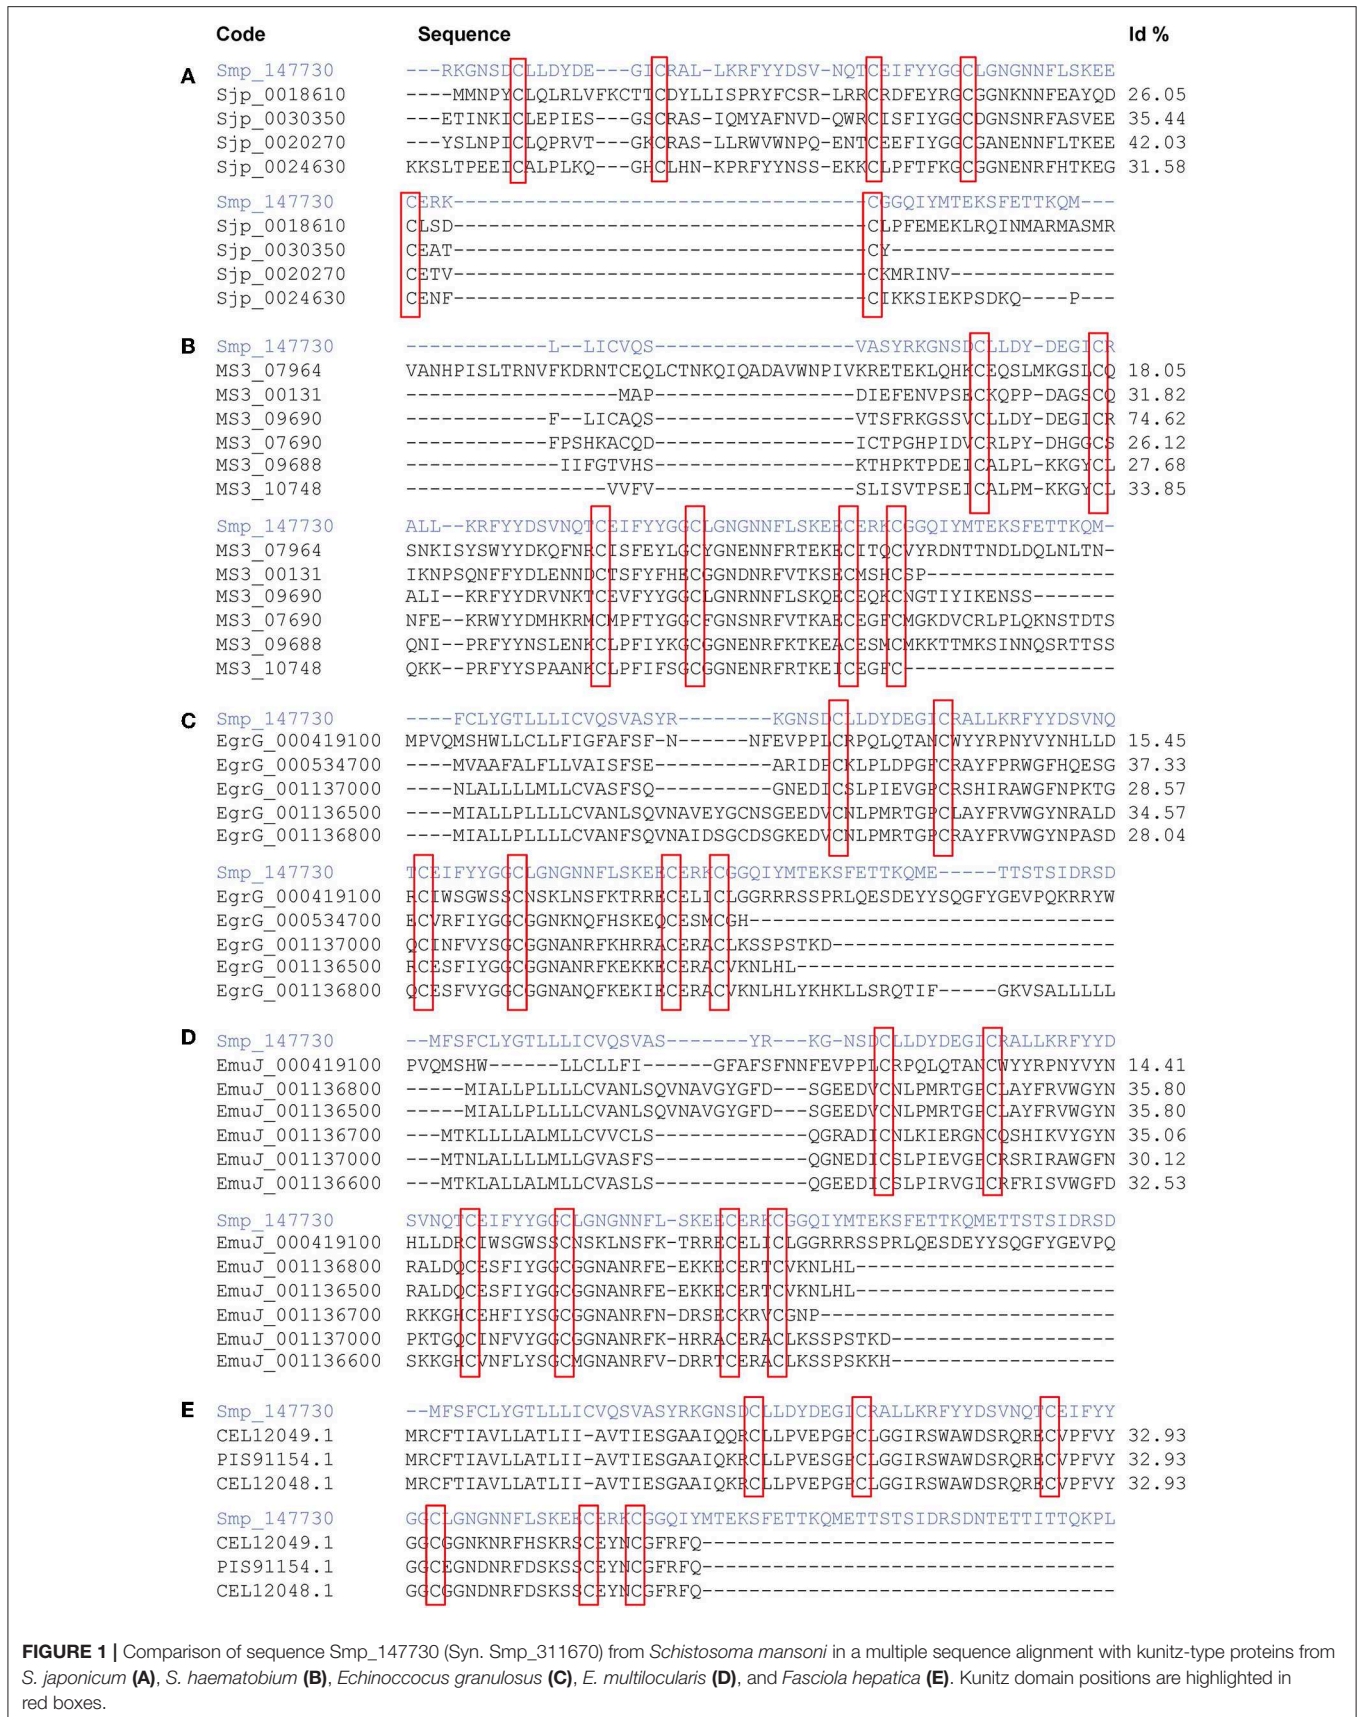 Code Sequence Id %
A Smp_147730 ---RKGNSDCLLDYDE---GICRAL-LKRFYYDSV-NQTCEIFYYGGCLGNGNNFLSKEE
Sjp_0018610 ----MMNPYCLQLRLVFKCTTCDYLLISPRYFCSR-LRRCRDFEYRGCGGNKNNFEAYQD 26.05
Sjp_0030350 ---ETINKICLEPIES---GSCRAS-IQMYAFNVD-QWRCISFIYGGCDGNSNRFASVEE 35.44
Sjp_0020270 ----YSLNPICLQPRVT---GKCRAS-LLRWVWNPQ-ENTCEEFIYGGCGANENNFLTKEE 42.03
Sjp_0024630 KKSLTPEEICALPLKQ---GHCLHN-KPRFYYNSS-EKKCLPFTFKGCGGNENRFHTKEG 31.58
Smp_147730 CERK-----------------------------------CGGQIYMTEKSFETTKQM---
Sjp_0018610 CLSD-----------------------------------CLPFEMEKLRQINMARMASMR
Sjp_0030350 CEAT-----------------------------------CY-------------------
Sjp_0020270 CETV-----------------------------------CKMRINV--------------
Sjp_0024630 CENF-----------------------------------CIKKSIEKPSDKQ----P---
B Smp_147730 ------------L--LICVQS-----------------VASYRKGNSDCLLDY-DEGICR
MS3_07964 VANHPISLTRNVFKDRNTCEQLCTNKQIQADAVWNPIVKRETEKLQHKCEQSLMKGSLCQ 18.05
MS3_00131 ------------------MAP-----------------DIEFENVPSECKQPP-DAGSCQ 31.82
MS3_09690 ------------F--LICAQS-----------------VTSFRKGSSVCLLDY-DEGICR 74.62
MS3_07690 ------------FPSHKACQD-----------------ICTPGHPIDVCRLPY-DHGGCS 26.12
MS3_09688 -------------IIFGTVHS-----------------KTHPKTPDEICALPL-KKGYCL 27.68
MS3_10748 -----------------VVFV-----------------SLISVTPSEICALPM-KKGYCL 33.85
Smp_147730 ALL--KRFYYDSVNQTCEIFYYGGCLGNGNNFLSKEECERKCGGQIYMTEKSFETTKQM-
MS3_07964 SNKISYSWYYDKQFNRCISFEYLGCYGNENNFRTEKECITQCVYRDNTTNDLDQLNLTN-
MS3_00131 IKNPSQNFFYDLENNDCTSFYFHECGGNDNRFVTKSECMSHCSP----------------
MS3_09690 ALI--KRFYYDRVNKTCEVFYYGGCLGNRNNFLSKQECEQKCNGTIYIKENSS-------
MS3_07690 NFE--KRWYYDMHKRMCMPFTYGGCFGNSNRFVTKAECEGFCMGKDVCRLPLQKNSTDTS
MS3_09688 QNI--PRFYYNSLENKCLPFIYKGCGGNENRFKTKEACESMCMKKTTMKSINNQSRTTSS
MS3_10748 QKK--PRFYYSPAANKCLPFIFSGCGGNENRFRTKEICEGFC------------------
C Smp_147730 ----FCLYGTLLLICVQSVASYR--------KGNSDCLLDYDEGICRALLKRFYYDSVNQ
EgrG_000419100 MPVQMSHWLLCLLFIGFAFSF-N------NFEVPPLCRPQLQTANCWYYRPNYVYNHLLD 15.45
EgrG_000534700 ----MVAAFALFLLVAISFSE----------ARIDPCKLPLDPGFCRAYFPRWGFHQESG 37.33
EgrG_001137000 ----NLALLLLMLLCVASFSQ----------GNEDICSLPIEVGPCRSHIRAWGFNPKTG 28.57
EgrG_001136500 ----MIALLPLLLLCVANLSQVNAVEYGCNSGEEDVCNLPMRTGPCLAYFRVWGYNRALD 34.57
EgrG_001136800 ----MIALLPLLLLCVANFSQVNAIDSGCDSGKEDVCNLPMRTGPCRAYFRVWGYNPASD 28.04
Smp_147730 TCEIFYYGGCLGNGNNFLSKEECERKCGGQIYMTEKSFETTKQME-----TTSTSIDRSD
EgrG_000419100 RCIWSGWSSCNSKLNSFKTRRECELICLGGRRRSSPRLQESDEYYSQGFYGEVPQKRRYW
EgrG_000534700 ECVRFIYGGCGGNKNQFHSKEQCESMCGH-------------------------------
EgrG_001137000 QCINFVYSGCGGNANRFKHRRACERACLKSSPSTKD------------------------
EgrG_001136500 RCESFIYGGCGGNANRFKEKKECERACVKNLHL---------------------------
EgrG_001136800 QCESFVYGGCGGNANQFKEKIECERACVKNLHLYKHKLLSRQTIF-----GKVSALLLLL
D Smp_147730 --MFSFCLYGTLLLICVQSVAS-------YR---KG-NSDCLLDYDEGICRALLKRFYYD
EmuJ_000419100 PVQMSHW------LLCLLFI------GFAFSFNNFEVPPLCRPQLQTANCWYYRPNYVYN 14.41
EmuJ_001136800 -----MIALLPLLLLCVANLSQVNAVGYGFD---SGEEDVCNLPMRTGPCLAYFRVWGYN 35.80
EmuJ_001136500 -----MIALLPLLLLCVANLSQVNAVGYGFD---SGEEDVCNLPMRTGPCLAYFRVWGYN 35.80
EmuJ_001136700 ---MTKLLLLALMLLCVVCLS-------------QGRADICNLKIERGNCQSHIKVYGYN 35.06
EmuJ_001137000 ---MTNLALLLLMLLGVASFS-------------QGNEDICSLPIEVGPCRSRIRAWGFN 30.12
EmuJ_001136600 ---MTKLALLALMLLCVASLS-------------QGEEDICSLPIRVGICRFRISVWGFD 32.53
Smp_147730 SVNQTCEIFYYGGCLGNGNNFL-SKEECERKCGGQIYMTEKSFETTKQMETTSTSIDRSD
EmuJ_000419100 HLLDRCIWSGWSSCNSKLNSFK-TRRECELICLGGRRRSSPRLQESDEYYSQGFYGEVPQ
EmuJ_001136800 RALDQCESFIYGGCGGNANRFE-EKKECERTCVKNLHL----------------------
EmuJ_001136500 RALDQCESFIYGGCGGNANRFE-EKKECERTCVKNLHL----------------------
EmuJ_001136700 RKKGHCEHFIYSGCGGNANRFN-DRSECKRVCGNP-------------------------
EmuJ_001137000 PKTGQCINFVYGGCGGNANRFK-HRRACERACLKSSPSTKD-------------------
EmuJ_001136600 SKKGHCVNFLYSGCMGNANRFV-DRRTCERACLKSSPSKKH-------------------
E Smp_147730 --MFSFCLYGTLLLICVQSVASYRKGNSDCLLDYDEGICRALLKRFYYDSVNQTCEIFYY
CEL12049.1 MRCFTIAVLLATLII-AVTIESGAAIQQRCLLPVEPGPCLGGIRSWAWDSRQRECVPFVY 32.93
PIS91154.1 MRCFTIAVLLATLII-AVTIESGAAIQKRCLLPVESGPCLGGIRSWAWDSRQRECVPFVY 32.93
CEL12048.1 MRCFTIAVLLATLII-AVTIESGAAIQKRCLLPVEPGPCLGGIRSWAWDSRQRECVPFVY 32.93
Smp_147730 GGCLGNGNNFLSKEECERKCGGQIYMTEKSFETTKQMETTSTSIDRSDNTETTITTQKPL
CEL12049.1 GGCGGNKNRFHSKRSCEYNCGFRFQ-----------------------------------
PIS91154.1 GGCEGNDNRFDSKSSCEYNCGFRFQ-----------------------------------
CEL12048.1 GGCGGNDNRFDSKSSCEYNCGFRFQ-----------------------------------
FIGURE 1 | Comparison of sequence Smp_147730 (Syn. Smp_311670) from Schistosoma mansoni in a multiple sequence alignment with kunitz-type proteins from
S. japonicum (A), S. haematobium (B), Echinoccocus granulosus (C), E. multilocularis (D), and Fasciola hepatica (E). Kunitz domain positions are highlighted in
red boxes.